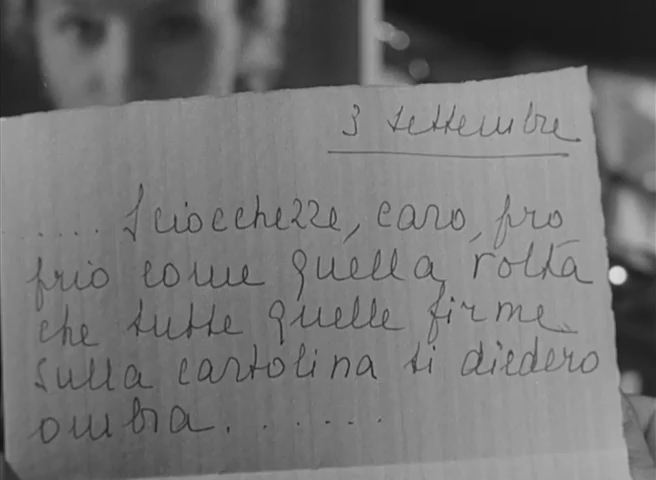 3 settembre
.... Sciocchezze, caro, pro
prio come quella volta
che tutte quelle firme
sulla cartolina ti diedero
ombra.......